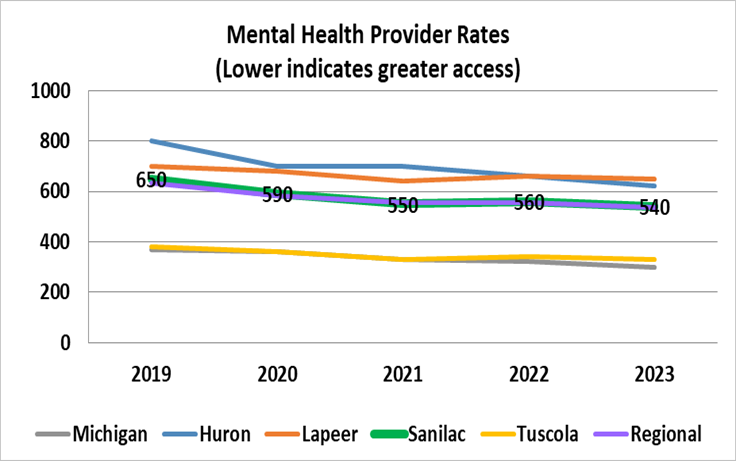 Mental Health Provider Rates
(Lower indicates greater access)
1000
800
600
400
200
0
650
590
550
560
540
2019 2020 2021 2022 2023
Michigan Huron Lapeer Sanilac Tuscola Regional